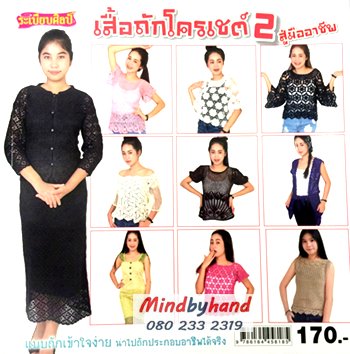 ระเบียบศิลป์
เสื้อถักโครเชต์ 2
สู่มืออาชีพ
Mindbyhand
080 233 2319
แบบถักเข้าใจง่าย นำไปถักประกอบอาชีพได้จริง
9786164458185
170.-